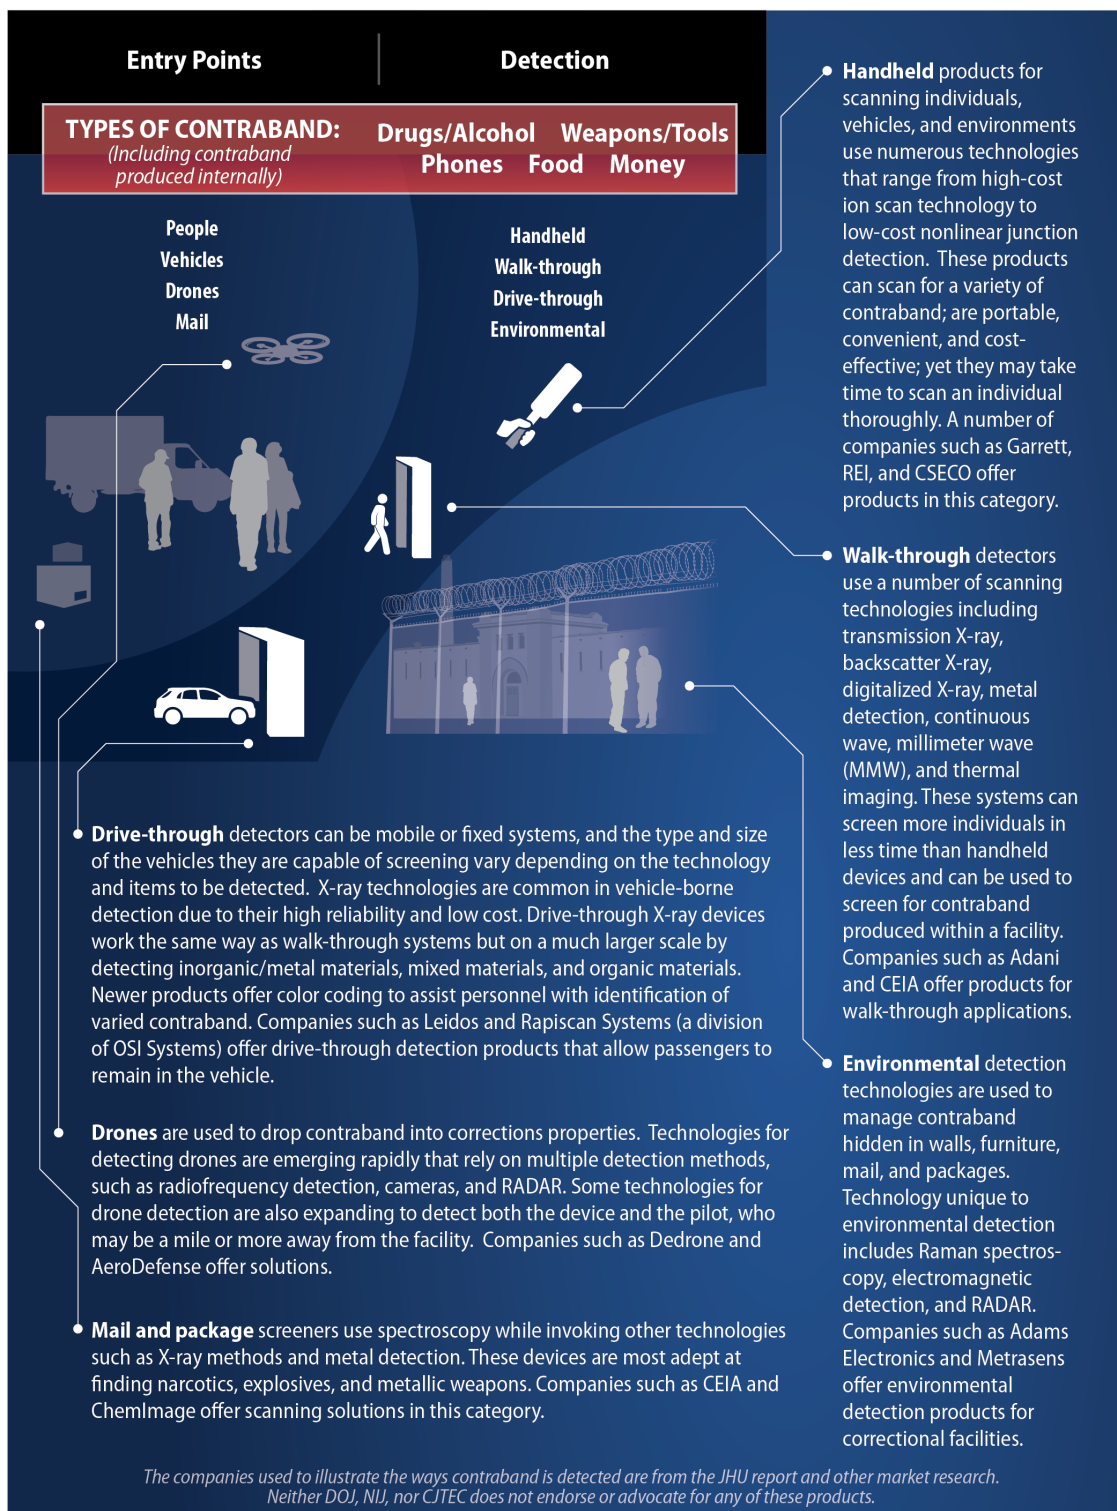 Entry Points
Detection
TYPES OF CONTRABAND:
(Including contraband
produced internally)
Drugs/Alcohol Weapons/Tools
Phones Food Money
People
Vehicles
Drones
Mail
Handheld
Walk-through
Drive-through
Environmental
Handheld products for
scanning individuals,
vehicles, and environments
use numerous technologies
that range from high-cost
ion scan technology to
low-cost nonlinear junction
detection. These products
can scan for a variety of
contraband; are portable,
convenient, and cost-
effective; yet they may take
time to scan an individual
thoroughly. A number of
companies such as Garrett,
REI, and CSECO offer
products in this category.
Walk-through detectors
use a number of scanning
technologies including
transmission X-ray,
backscatter X-ray,
digitalized X-ray, metal
detection, continuous
wave, millimeter wave
(MMW), and thermal
imaging. These systems can
screen more individuals in
less time than handheld
devices and can be used to
screen for contraband
produced within a facility.
Companies such as Adani
and CEIA offer products for
walk-through applications.
Environmental detection
technologies are used to
manage contraband
hidden in walls, furniture,
mail, and packages.
Technology unique to
environmental detection
includes Raman spectros-
copy, electromagnetic
detection, and RADAR.
Companies such as Adams
Electronics and Metrasens
offer environmental
detection products for
correctional facilities.
Drive-through detectors can be mobile or fixed systems, and the type and size
of the vehicles they are capable of screening vary depending on the technology
and items to be detected. X-ray technologies are common in vehicle-borne
detection due to their high reliability and low cost. Drive-through X-ray devices
work the same way as walk-through systems but on a much larger scale by
detecting inorganic/metal materials, mixed materials, and organic materials.
Newer products offer color coding to assist personnel with identification of
varied contraband. Companies such as Leidos and Rapiscan Systems (a division
of OSI Systems) offer drive-through detection products that allow passengers to
remain in the vehicle.
Drones are used to drop contraband into corrections properties. Technologies for
detecting drones are emerging rapidly that rely on multiple detection methods,
such as radiofrequency detection, cameras, and RADAR. Some technologies for
drone detection are also expanding to detect both the device and the pilot, who
may be a mile or more away from the facility. Companies such as Dedrone and
AeroDefense offer solutions.
Mail and package screeners use spectroscopy while invoking other technologies
such as X-ray methods and metal detection. These devices are most adept at
finding narcotics, explosives, and metallic weapons. Companies such as CEIA and
ChemImage offer scanning solutions in this category.
The companies used to illustrate the ways contraband is detected are from the JHU report and other market research.
Neither DOJ, NIJ, nor CJTEC does not endorse or advocate for any of these products.